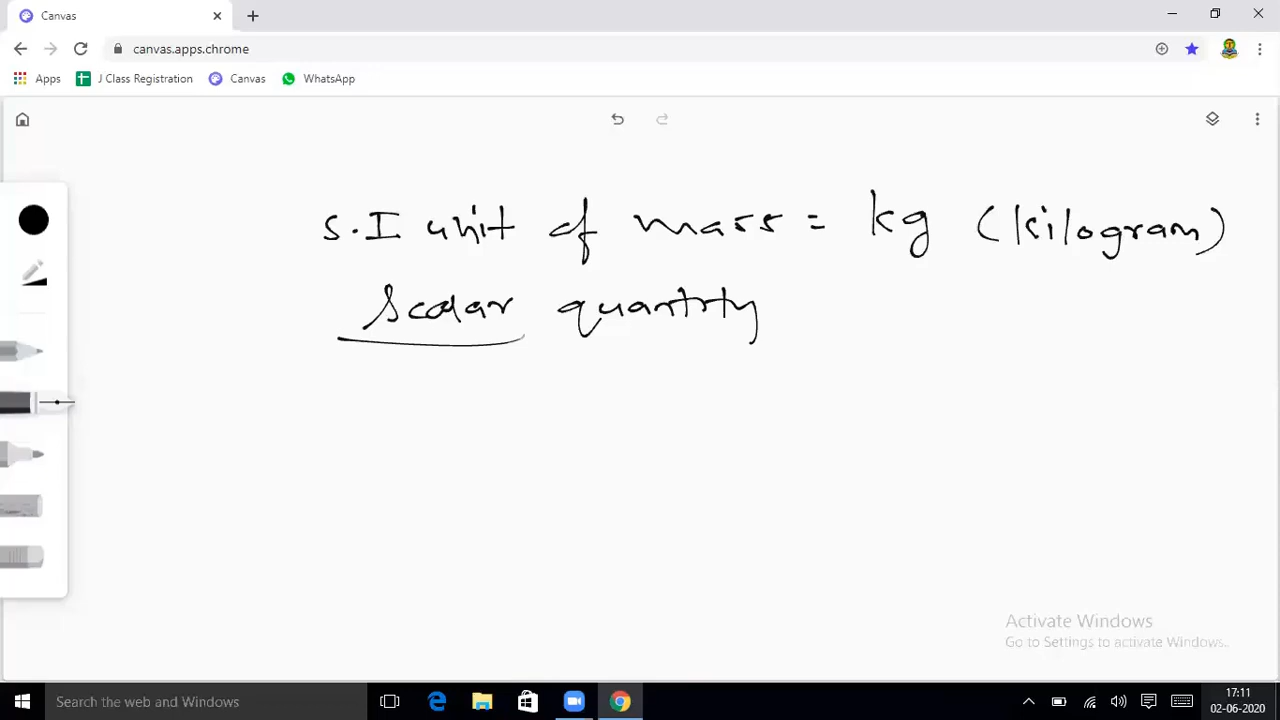 Canvas
canvas.apps.chrome
Apps J Class Registration Canvas WhatsApp
S.I unit of mass = kg (kilogram)
Scalar quantity
Activate Windows
Go to Settings to activate Windows.
Search the web and Windows
17:11
02-06-2020